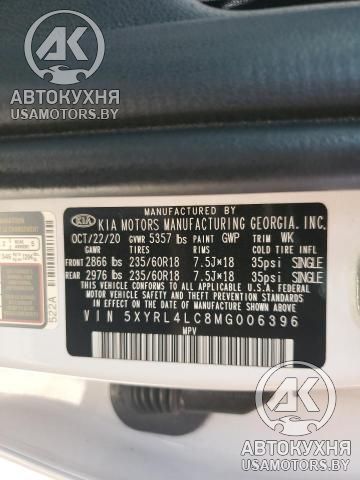 АВТОКУХНЯ
USAMOTORS.BY
MANUFACTURED BY
KIA KIA MOTORS MANUFACTURING GEORGIA, INC.
OCT/22/20 GVWR 5357 lbs PAINT GWP TRIM WK
GAWR TIRES RIMS COLD TIRE INFL
FRONT 2866 lbs 235/60R18 7.5J×18 35psi SINGLE
REAR 2976 lbs 235/60R18 7.5J×18 35psi SINGLE
THIS VEHICLE CONFORMS TO ALL APPLICABLE U.S.A. FEDERAL
MOTOR VEHICLE SAFETY, BUMPER, AND THEFT PREVENTION
STANDARDS IN EFFECT ON THE DATE OF MANUFACTURE SHOWN ABOVE.
VIN 5XYRL4LC8MG006396
MPV
522A
АВТОКУХНЯ
USAMOTORS.BY